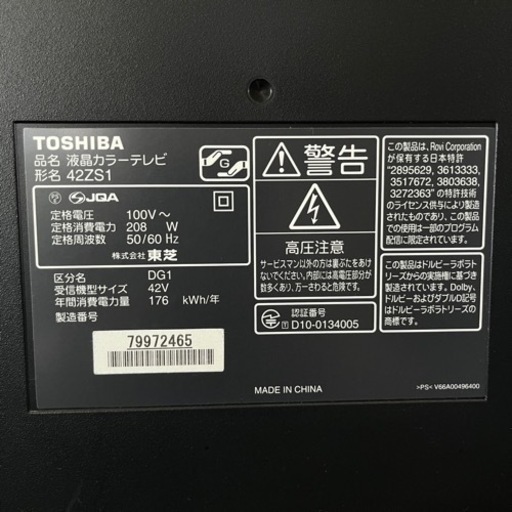 TOSHIBA
品名 液晶カラーテレビ
形名 42ZS1
G
JQA
定格電圧 100V～
定格消費電力 208 W
定格周波数 50/60 Hz
株式会社 東芝
区分名 DG1
受信機型サイズ 42V
年間消費電力量 176 kWh/年
製造番号
79972465
警告
高圧注意
サービスマン以外の方は裏ぶたをあけないで
ください。内部には高電圧部分が
数多くあり、万一さわると危険です。
認証番号
T D10-0134005
この製品は、Rovi Corporation
が保有する日本特許
"2895629, 3613333,
3517672, 3803638,
3272363" の他の特許
のライセンス供与により製造
されたもので、この製品での
使用は一部のプログラム
配信に限定されています。
この製品は、ドルビーラボラト
リーズからの実施権に基づき
製造されています。Dolby、
ドルビーおよびダブルD記号
はドルビーラボラトリーズの
商標です。
MADE IN CHINA
>PS< V66A00496400